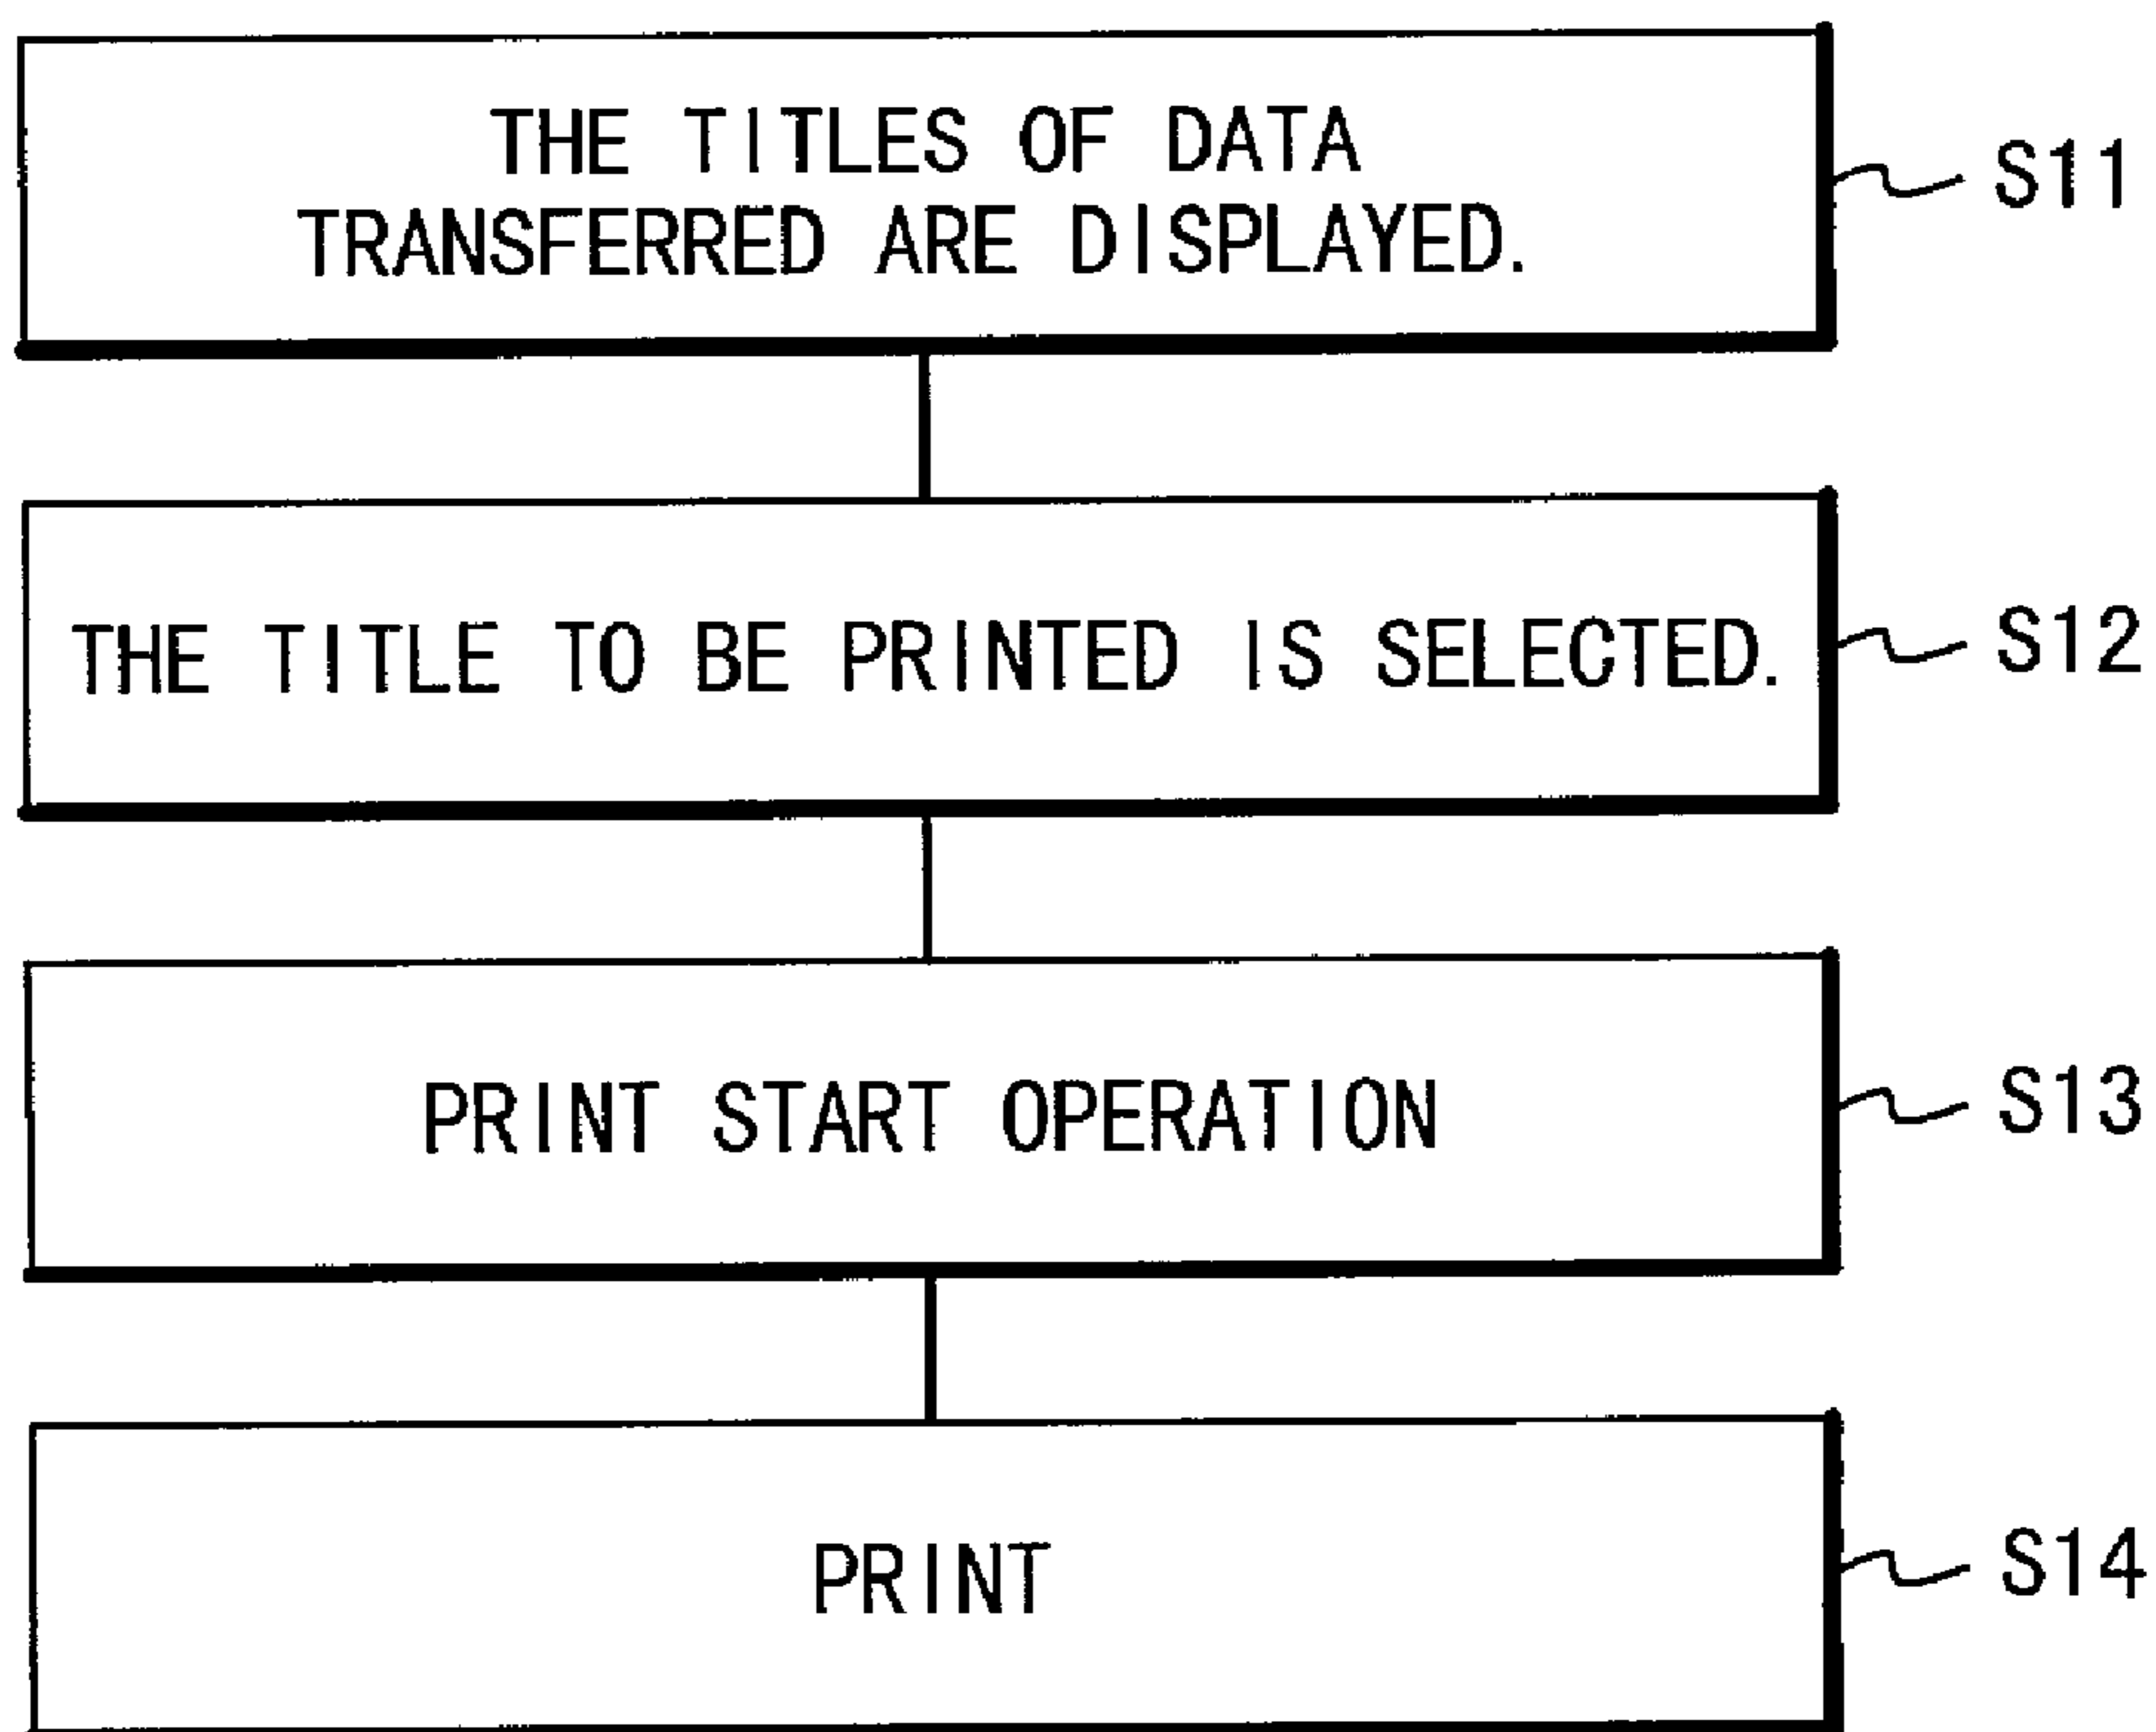 THE TITLES OF DATA
TRANSFERRED ARE DISPLAYED.
S11
THE TITLE TO BE PRINTED IS SELECTED.
S12
PRINT START OPERATION
S13
PRINT
S14